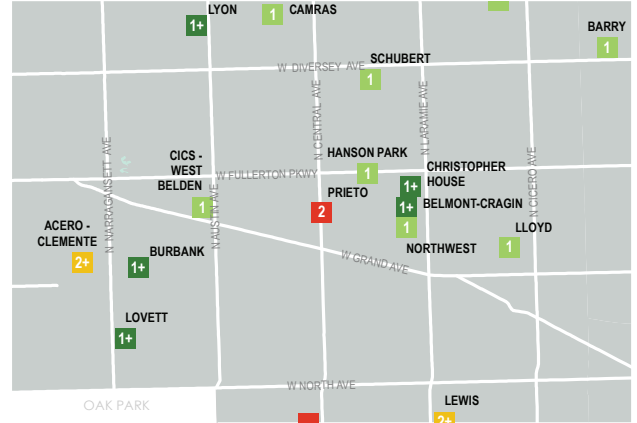 LYON
1+
1
CAMRAS
BARRY
1
SCHUBERT
W DIVERSEY AVE
1
N CENTRAL AVE
N LARAMIE AVE
N NARRAGANSETT AVE
N AUSTIN AVE
N CICERO AVE
CICS -
WEST
BELDEN
1
W FULLERTON PKWY
HANSON PARK
1
CHRISTOPHER
HOUSE
1+
PRIETO
2
1+
BELMONT-CRAGIN
1
NORTHWEST
LLOYD
1
ACERO -
CLEMENTE
2+
BURBANK
1+
W GRAND AVE
LOVETT
1+
W NORTH AVE
OAK PARK
LEWIS
2+